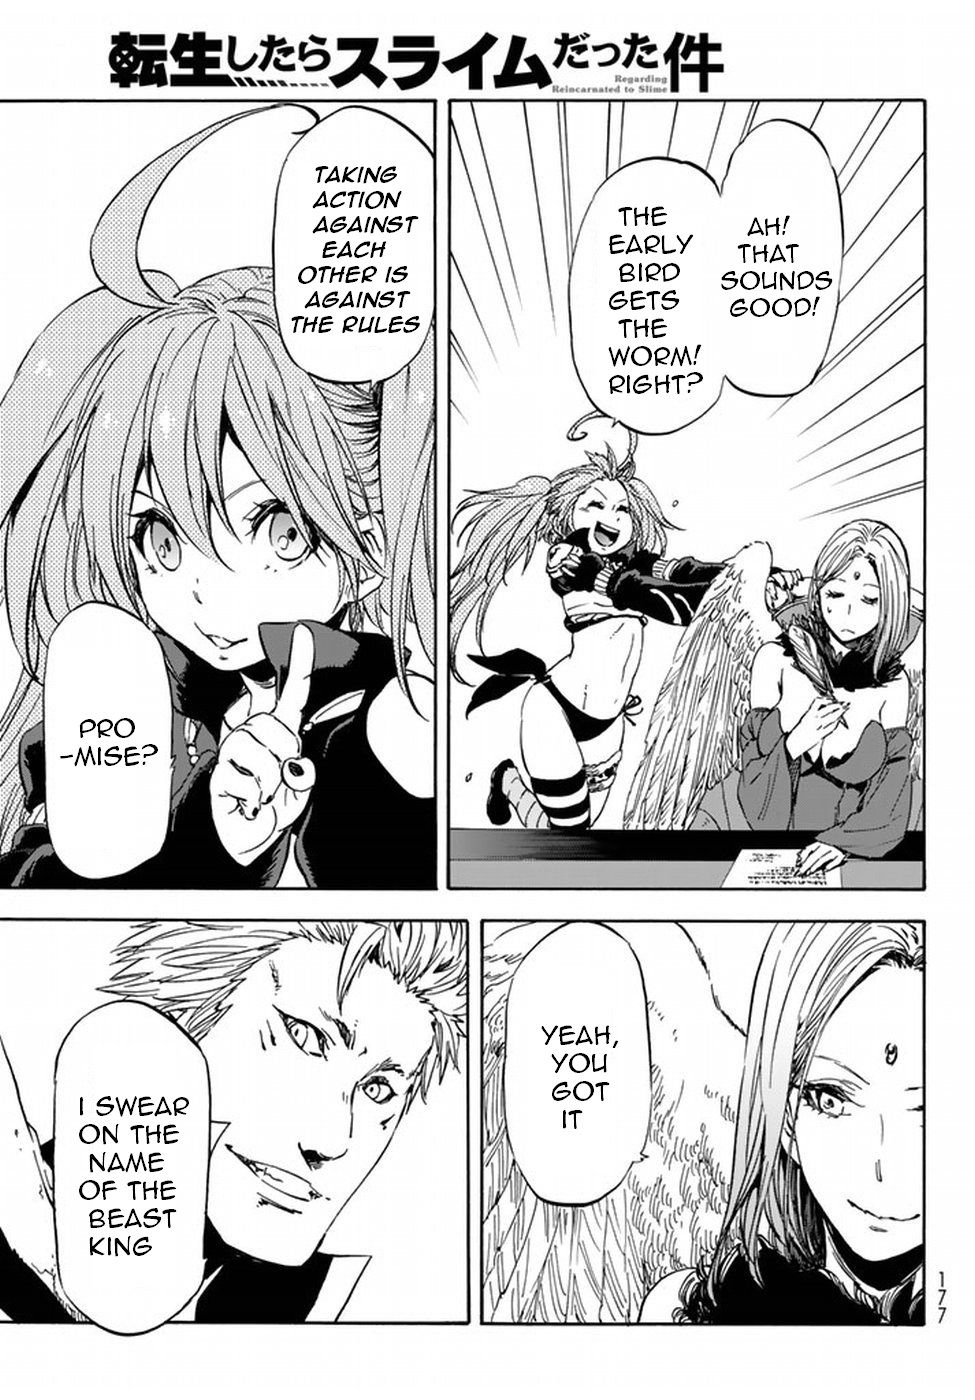 転生したらスライムだった件
Regarding
Reincarnated to Slime
AH!
THAT
SOUNDS
GOOD!
THE
EARLY
BIRD
GETS
THE
WORM!
RIGHT?
TAKING
ACTION
AGAINST
EACH
OTHER IS
AGAINST
THE RULES
PRO
-MISE?
YEAH,
YOU
GOT
IT
I SWEAR
ON THE
NAME
OF THE
BEAST
KING
177